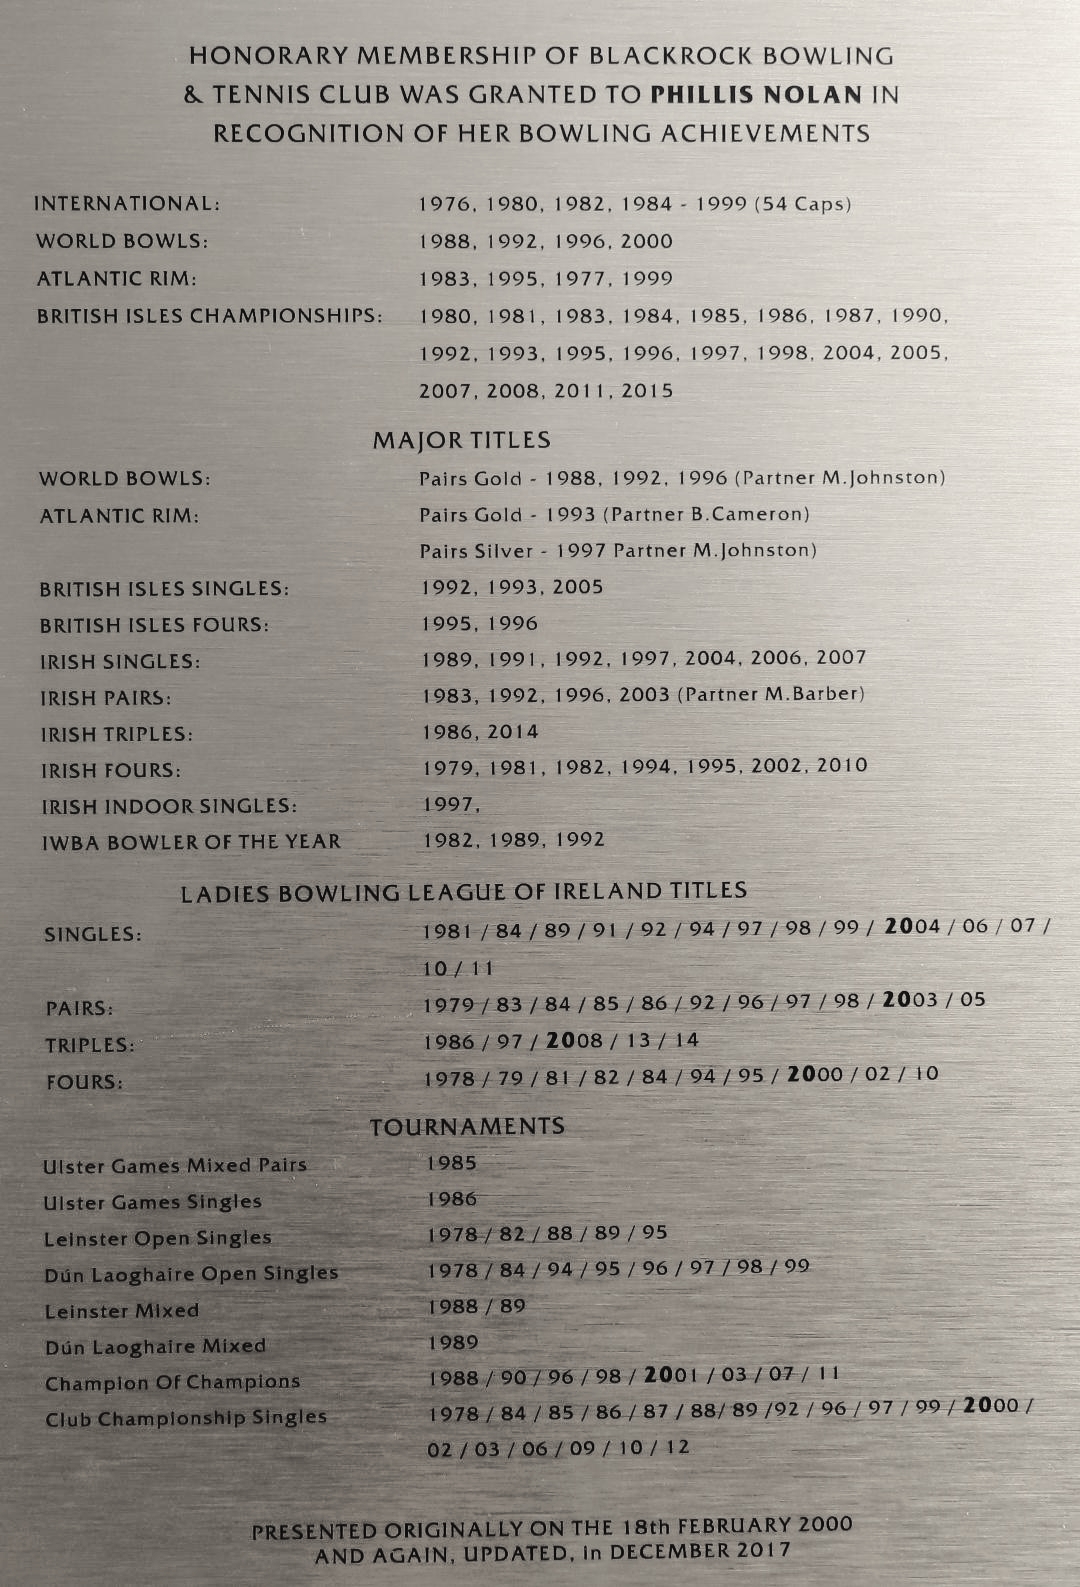 HONORARY MEMBERSHIP OF BLACKROCK BOWLING
& TENNIS CLUB WAS GRANTED TO PHILLIS NOLAN IN
RECOGNITION OF HER BOWLING ACHIEVEMENTS
INTERNATIONAL: 1976, 1980, 1982, 1984 - 1999 (54 Caps)
WORLD BOWLS: 1988, 1992, 1996, 2000
ATLANTIC RIM: 1983, 1995, 1977, 1999
BRITISH ISLES CHAMPIONSHIPS: 1980, 1981, 1983, 1984, 1985, 1986, 1987, 1990,
1992, 1993, 1995, 1996, 1997, 1998, 2004, 2005,
2007, 2008, 2011, 2015
MAJOR TITLES
WORLD BOWLS: Pairs Gold - 1988, 1992, 1996 (Partner M.Johnston)
ATLANTIC RIM: Pairs Gold - 1993 (Partner B.Cameron)
Pairs Silver - 1997 Partner M.Johnston)
BRITISH ISLES SINGLES: 1992, 1993, 2005
BRITISH ISLES FOURS: 1995, 1996
IRISH SINGLES: 1989, 1991, 1992, 1997, 2004, 2006, 2007
IRISH PAIRS: 1983, 1992, 1996, 2003 (Partner M.Barber)
IRISH TRIPLES: 1986, 2014
IRISH FOURS: 1979, 1981, 1982, 1994, 1995, 2002, 2010
IRISH INDOOR SINGLES: 1997,
IWBA BOWLER OF THE YEAR 1982, 1989, 1992
LADIES BOWLING LEAGUE OF IRELAND TITLES
SINGLES: 1981 / 84 / 89 / 91 / 92 / 94 / 97 / 98 / 99 / 2004 / 06 / 07 /
10 / 11
PAIRS: 1979 / 83 / 84 / 85 / 86 / 92 / 96 / 97 / 98 / 2003 / 05
TRIPLES: 1986 / 97 / 2008 / 13 / 14
FOURS: 1978 / 79 / 81 / 82 / 84 / 94 / 95 / 2000 / 02 / 10
TOURNAMENTS
Ulster Games Mixed Pairs 1985
Ulster Games Singles 1986
Leinster Open Singles 1978 / 82 / 88 / 89 / 95
Dún Laoghaire Open Singles 1978 / 84 / 94 / 95 / 96 / 97 / 98 / 99
Leinster Mixed 1988 / 89
Dún Laoghaire Mixed 1989
Champion Of Champions 1988 / 90 / 96 / 98 / 2001 / 03 / 07 / 11
Club Championship Singles 1978 / 84 / 85 / 86 / 87 / 88/ 89 /92 / 96 / 97 / 99 / 2000 /
02 / 03 / 06 / 09 / 10 / 12
PRESENTED ORIGINALLY ON THE 18th FEBRUARY 2000
AND AGAIN, UPDATED, in DECEMBER 2017